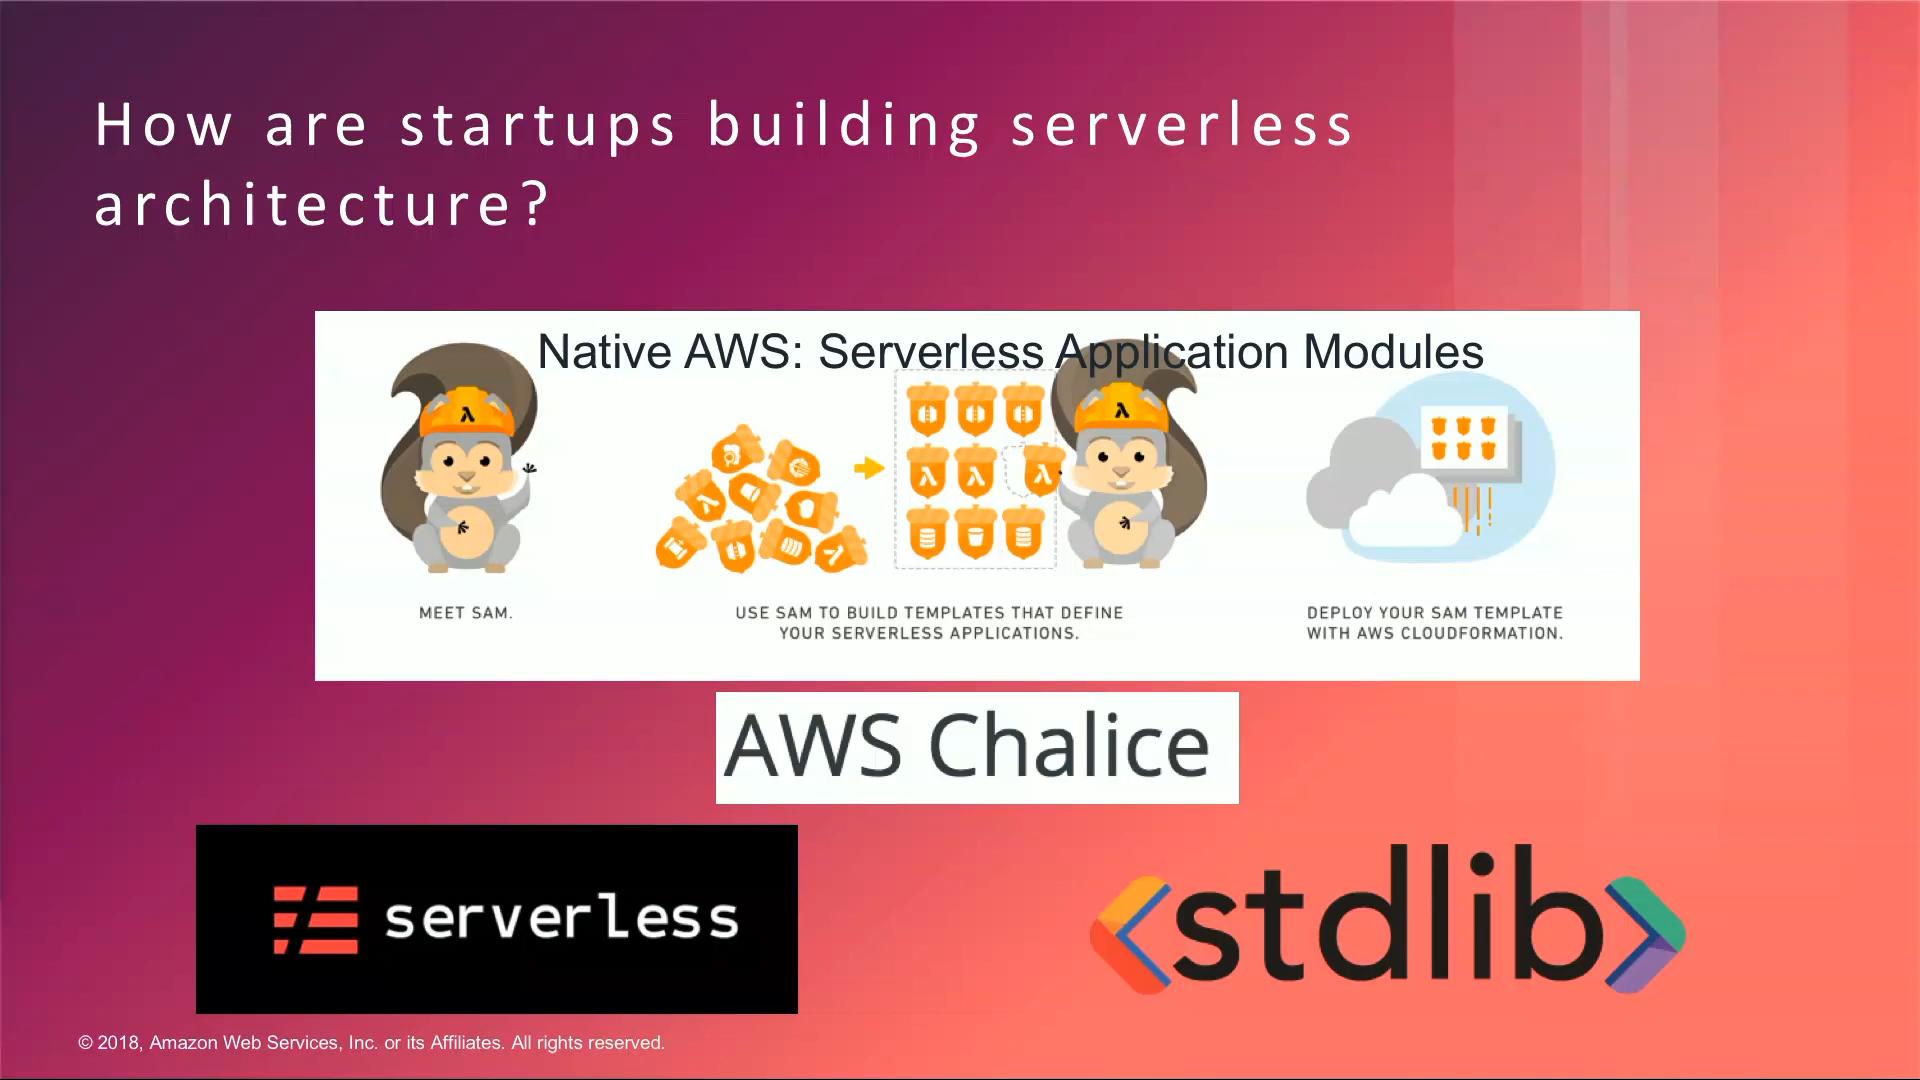 How are startups building serverless
architecture?
Native AWS: Serverless Application Modules
MEET SAM.
USE SAM TO BUILD TEMPLATES THAT DEFINE
YOUR SERVERLESS APPLICATIONS.
DEPLOY YOUR SAM TEMPLATE
WITH AWS CLOUDFORMATION.
AWS Chalice
serverless
<stdlib>
© 2018, Amazon Web Services, Inc. or its Affiliates. All rights reserved.